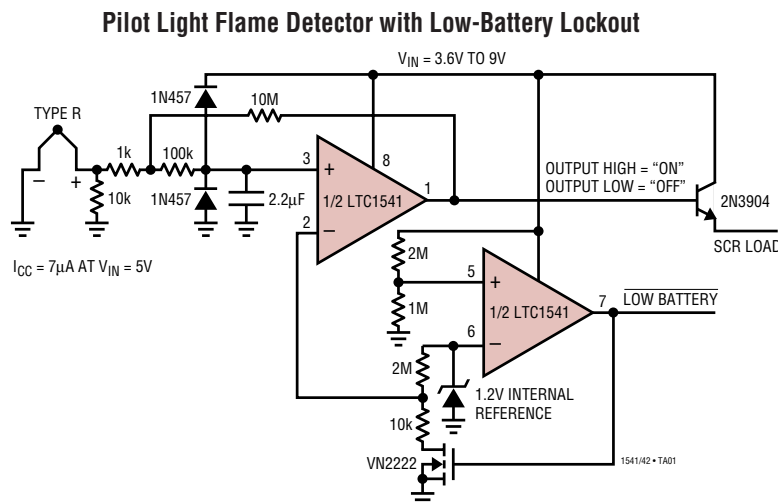 Pilot Light Flame Detector with Low-Battery Lockout
VIN = 3.6V TO 9V
1N457
10M
TYPE R
1k
100k
3
8
+
1/2 LTC1541
1
OUTPUT HIGH = “ON”
OUTPUT LOW = “OFF”
2N3904
– +
10k
1N457
2.2µF
2
–
SCR LOAD
ICC = 7µA AT VIN = 5V
2M
5
+
1M
1/2 LTC1541
7
LOW BATTERY
6
–
2M
1.2V INTERNAL
REFERENCE
10k
VN2222
1541/42 • TA01